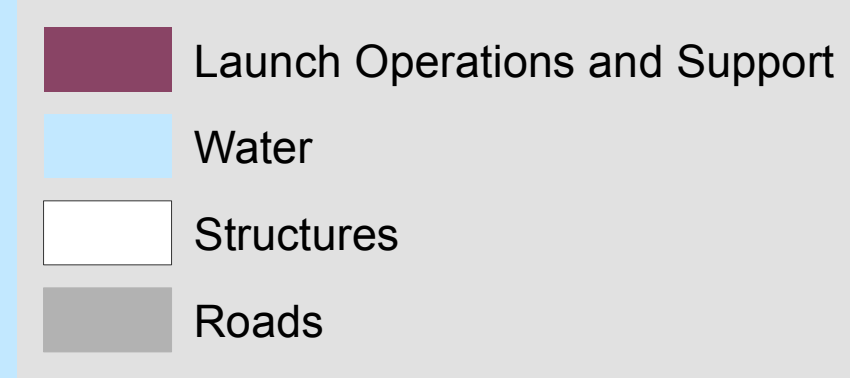 Launch Operations and Support
Water
Structures
Roads